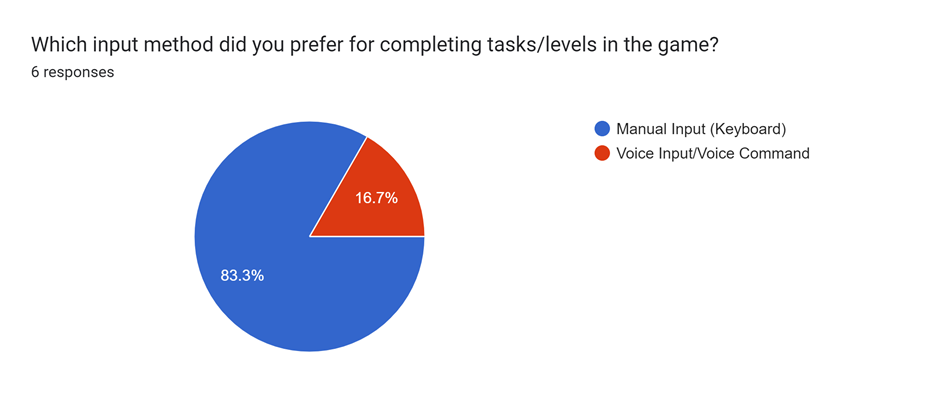 Which input method did you prefer for completing tasks/levels in the game?
6 responses
Manual Input (Keyboard)
Voice Input/Voice Command
16.7%
83.3%